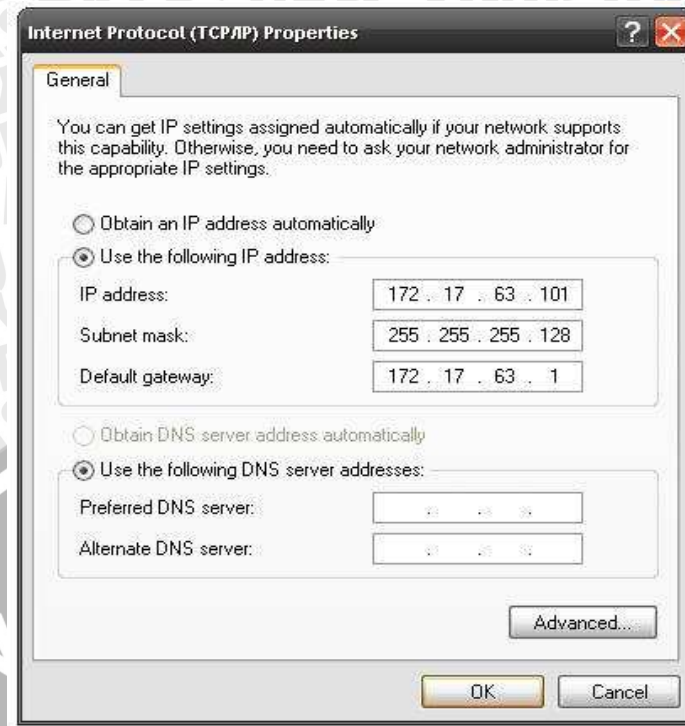 Internet Protocol (TCP/IP) Properties
General
You can get IP settings assigned automatically if your network supports
this capability. Otherwise, you need to ask your network administrator for
the appropriate IP settings.
Obtain an IP address automatically
Use the following IP address:
IP address: 172 . 17 . 63 . 101
Subnet mask: 255 . 255 . 255 . 128
Default gateway: 172 . 17 . 63 . 1
Obtain DNS server address automatically
Use the following DNS server addresses:
Preferred DNS server: . . .
Alternate DNS server: . . .
Advanced...
OK Cancel